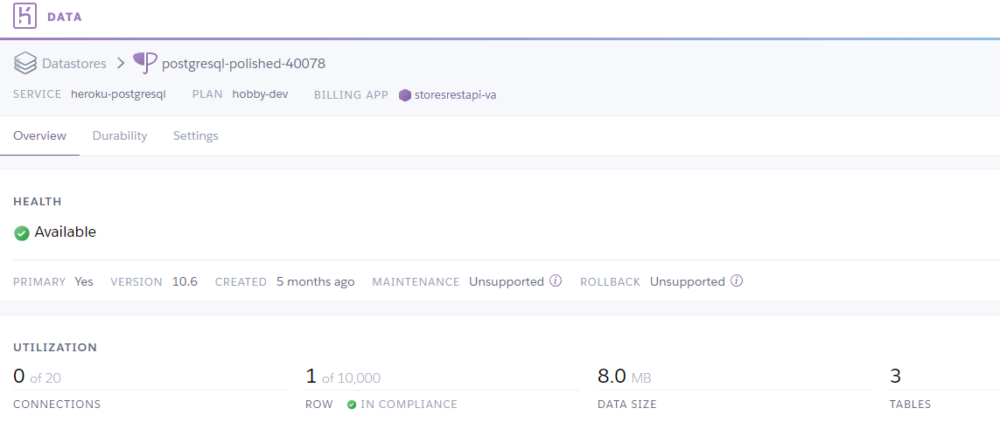 DATA
Datastores postgresql-polished-40078
SERVICE heroku-postgresql PLAN hobby-dev BILLING APP storesrestapi-va
Overview Durability Settings
HEALTH
Available
PRIMARY Yes VERSION 10.6 CREATED 5 months ago MAINTENANCE Unsupported ROLLBACK Unsupported
UTILIZATION
0 of 20 1 of 10,000 8.0 MB 3
CONNECTIONS ROW IN COMPLIANCE DATA SIZE TABLES